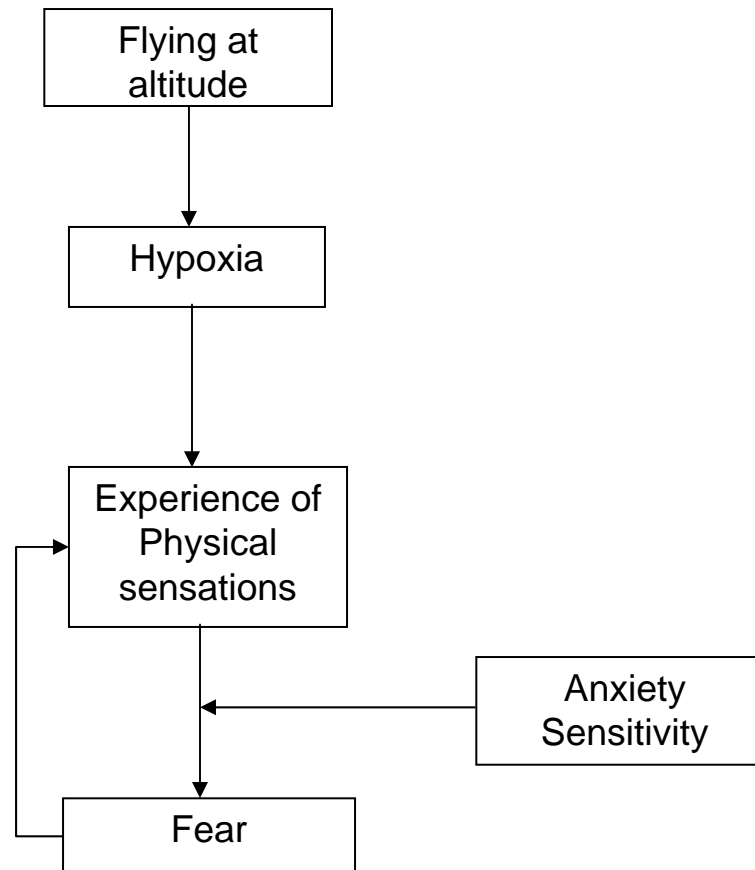 Flying at
altitude
Hypoxia
Experience of
Physical
sensations
Anxiety
Sensitivity
Fear